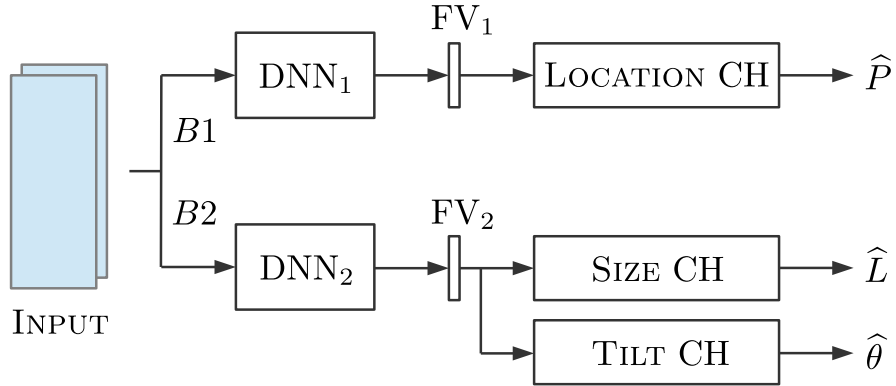 FV₁
DNN₁
LOCATION CH
P̂
B1
B2
FV₂
DNN₂
SIZE CH
L̂
INPUT
TILT CH
θ̂